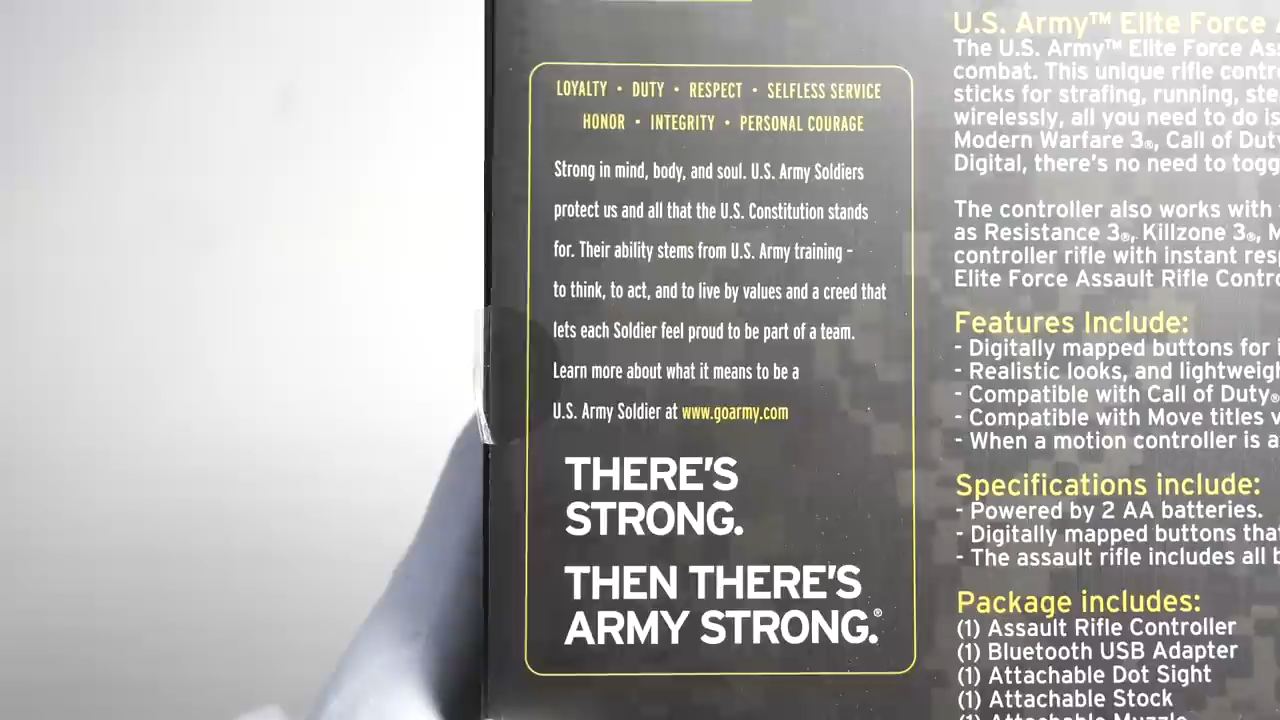 LOYALTY • DUTY • RESPECT • SELFLESS SERVICE
HONOR • INTEGRITY • PERSONAL COURAGE
Strong in mind, body, and soul. U.S. Army Soldiers
protect us and all that the U.S. Constitution stands
for. Their ability stems from U.S. Army training –
to think, to act, and to live by values and a creed that
lets each Soldier feel proud to be part of a team.
Learn more about what it means to be a
U.S. Army Soldier at www.goarmy.com
THERE'S
STRONG.
THEN THERE'S
ARMY STRONG.®
U.S. Army™ Elite Force
The U.S. Army™ Elite Force
combat. This unique rifle
sticks for strafing, running,
wirelessly, all you need to do is
Modern Warfare 3®, Call of
Digital, there's no need to
The controller also works with
as Resistance 3®, Killzone 3®,
controller rifle with instant
Elite Force Assault Rifle
Features Include:
- Digitally mapped buttons for
- Realistic looks, and
- Compatible with Call of Duty®
- Compatible with Move titles
- When a motion controller is
Specifications include:
- Powered by 2 AA batteries.
- Digitally mapped buttons
- The assault rifle includes all
Package includes:
(1) Assault Rifle Controller
(1) Bluetooth USB Adapter
(1) Attachable Dot Sight
(1) Attachable Stock
(1) Attachable Muzzle